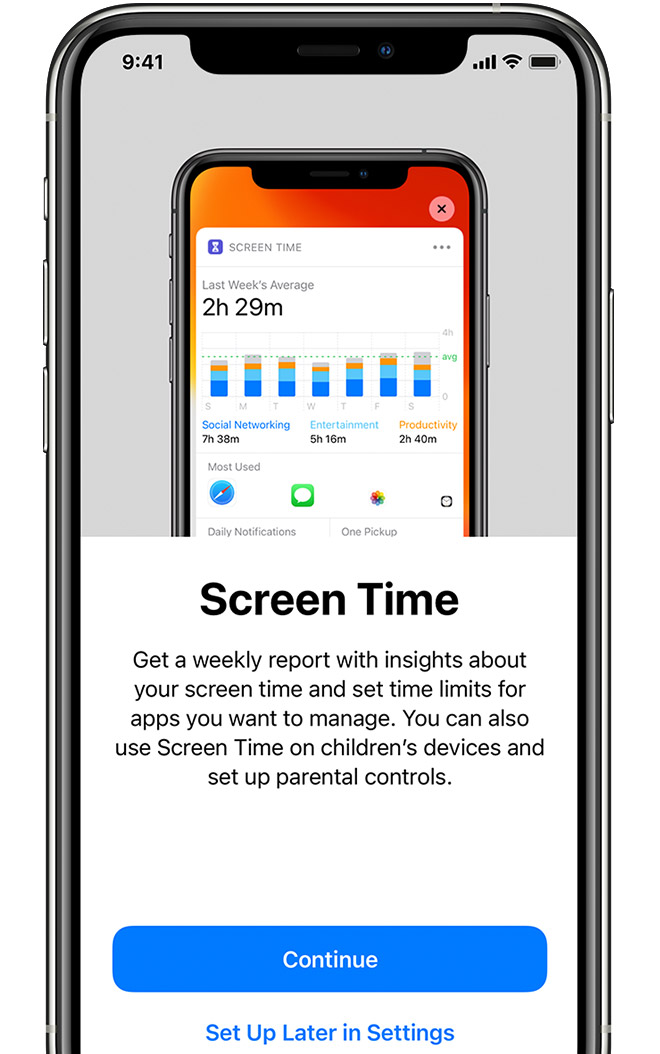 9:41
SCREEN TIME
Last Week's Average
2h 29m
4h
avg
0
S M T W T F S
Social Networking Entertainment Productivity
7h 38m 5h 16m 2h 40m
Most Used
Daily Notifications One Pickup
Screen Time
Get a weekly report with insights about
your screen time and set time limits for
apps you want to manage. You can also
use Screen Time on children’s devices and
set up parental controls.
Continue
Set Up Later in Settings